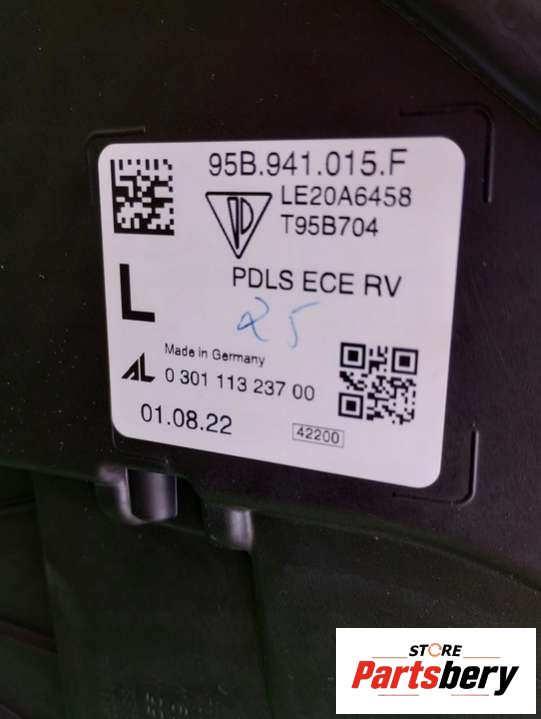 95B.941.015.F
LE20A6458
T95B704
L
PDLS ECE RV
25
Made in Germany
AL 0 301 113 237 00
01.08.22
42200
STORE
Partsbery